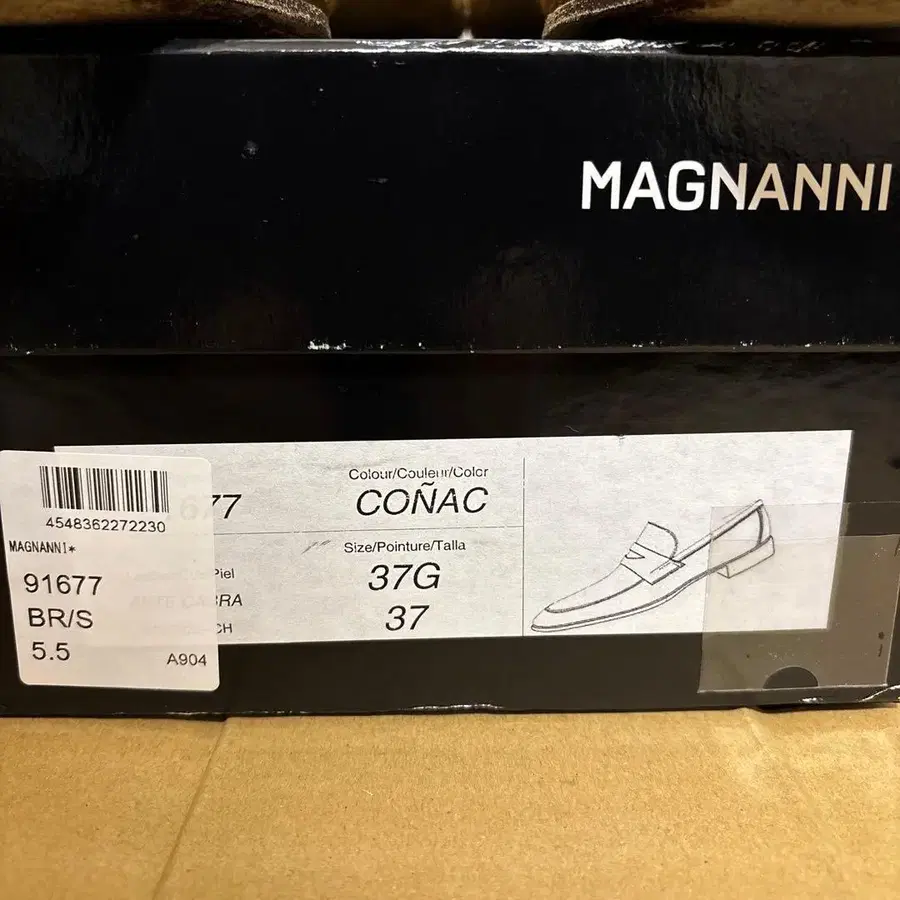 MAGNANNI
4548362272230
MAGNANNI*
91677
BR/S
5.5
A904
677
Colour/Couleur/Color
COÑAC
Size/Pointure/Talla
37G
37
Piel